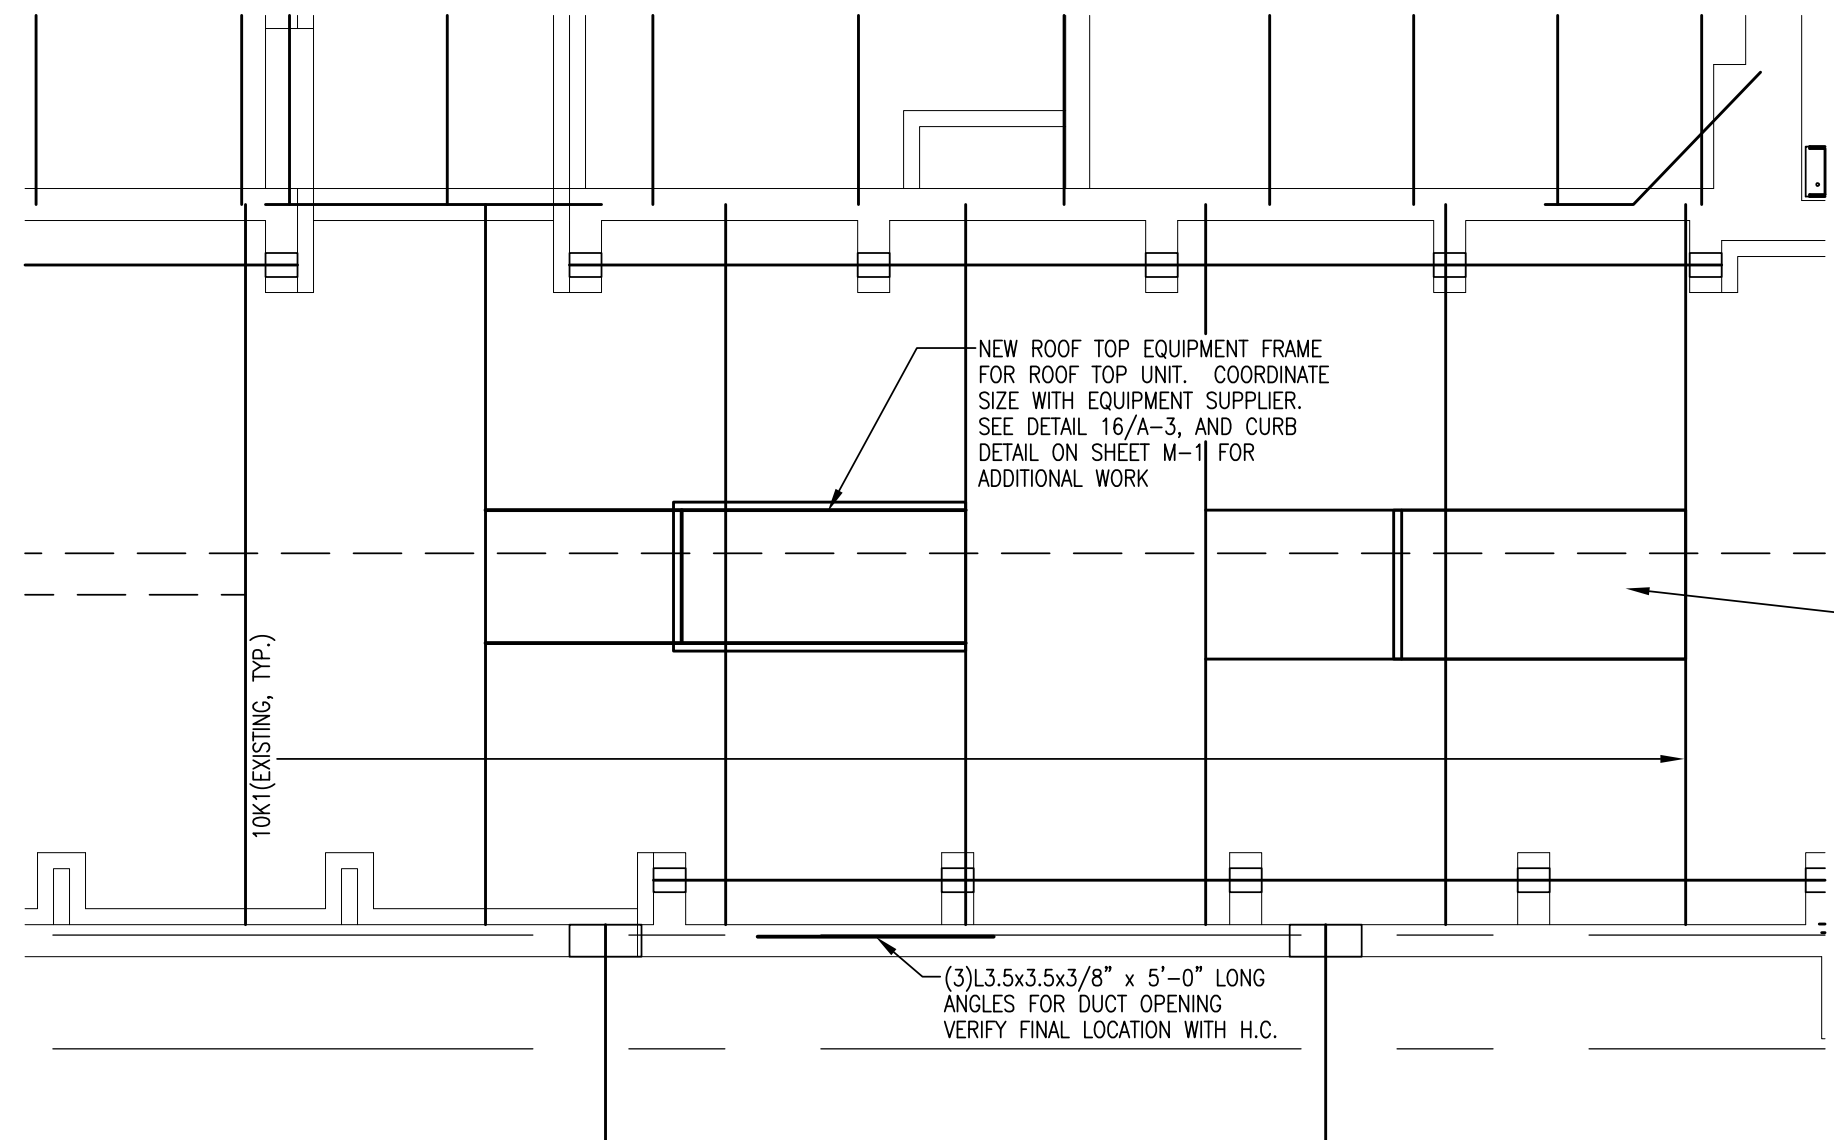 NEW ROOF TOP EQUIPMENT FRAME
FOR ROOF TOP UNIT. COORDINATE
SIZE WITH EQUIPMENT SUPPLIER.
SEE DETAIL 16/A-3, AND CURB
DETAIL ON SHEET M-1 FOR
ADDITIONAL WORK
10K1(EXISTING, TYP.)
(3)L3.5x3.5x3/8" x 5'-0" LONG
ANGLES FOR DUCT OPENING
VERIFY FINAL LOCATION WITH H.C.